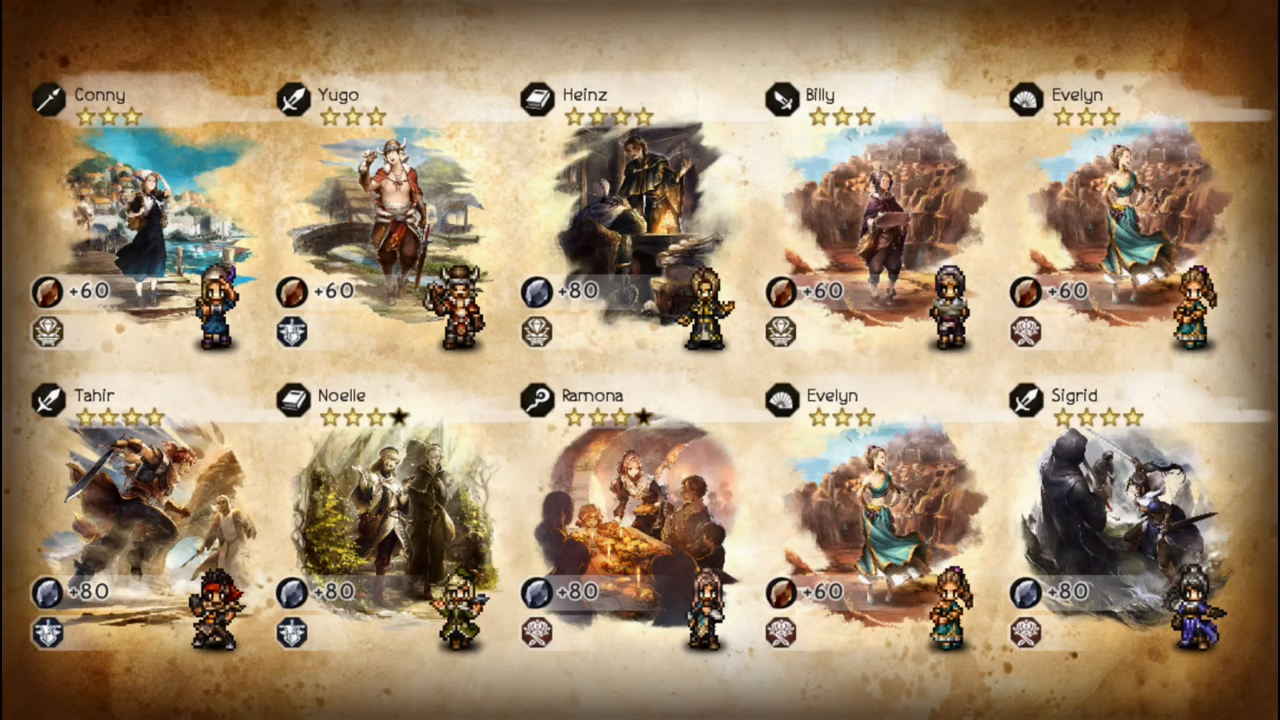 Conny
Yugo
Heinz
Billy
Evelyn
+60
+60
+80
+60
+60
Tahir
Noelle
Ramona
Evelyn
Sigrid
+80
+80
+80
+60
+80